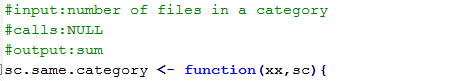 #input:number of files in a category
#calls:NULL
#output:sum
sc.same.category <- function(xx,sc){